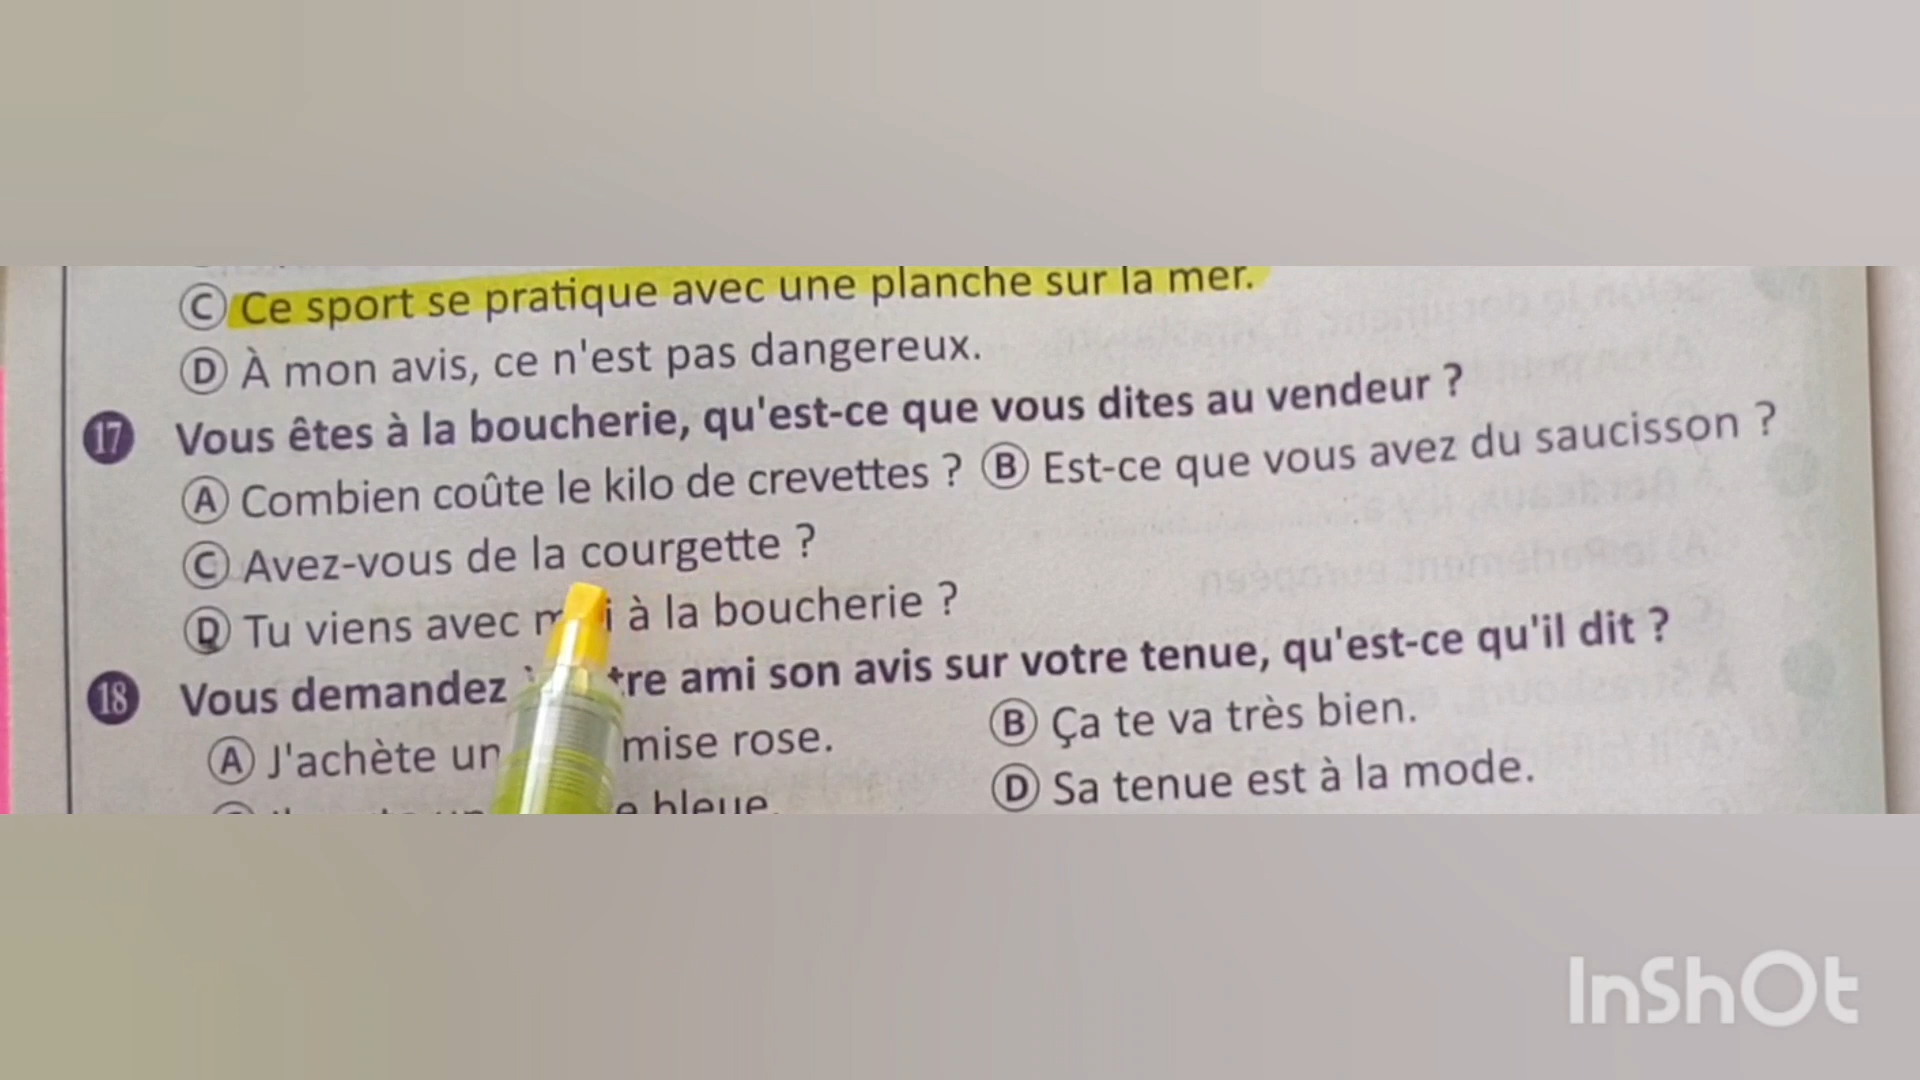 C Ce sport se pratique avec une planche sur la mer.
D À mon avis, ce n'est pas dangereux.
17 Vous êtes à la boucherie, qu'est-ce que vous dites au vendeur ?
A Combien coûte le kilo de crevettes ? B Est-ce que vous avez du saucisson ?
C Avez-vous de la courgette ?
D Tu viens avec à la boucherie ?
18 Vous demandez ami son avis sur votre tenue, qu'est-ce qu'il dit ?
A J'achète rose. B Ça te va très bien.
bleue. D Sa tenue est à la mode.
InShOt